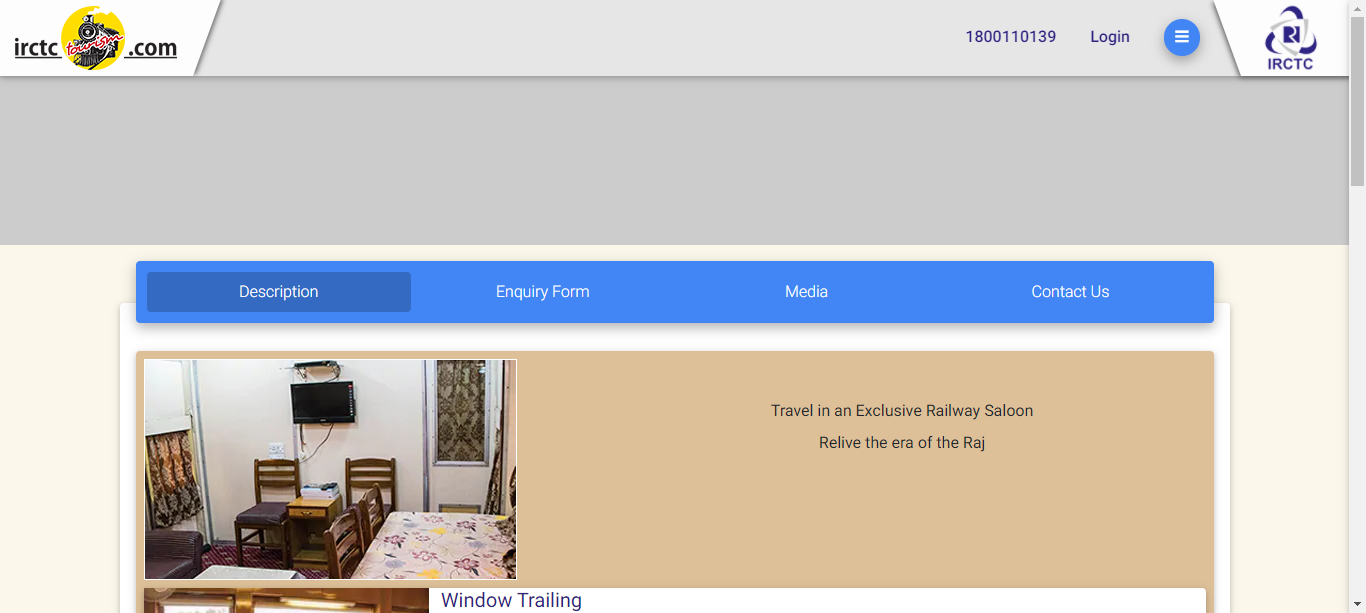 irctc tourism .com
1800110139
Login
IRCTC
Description
Enquiry Form
Media
Contact Us
Travel in an Exclusive Railway Saloon
Relive the era of the Raj
Window Trailing